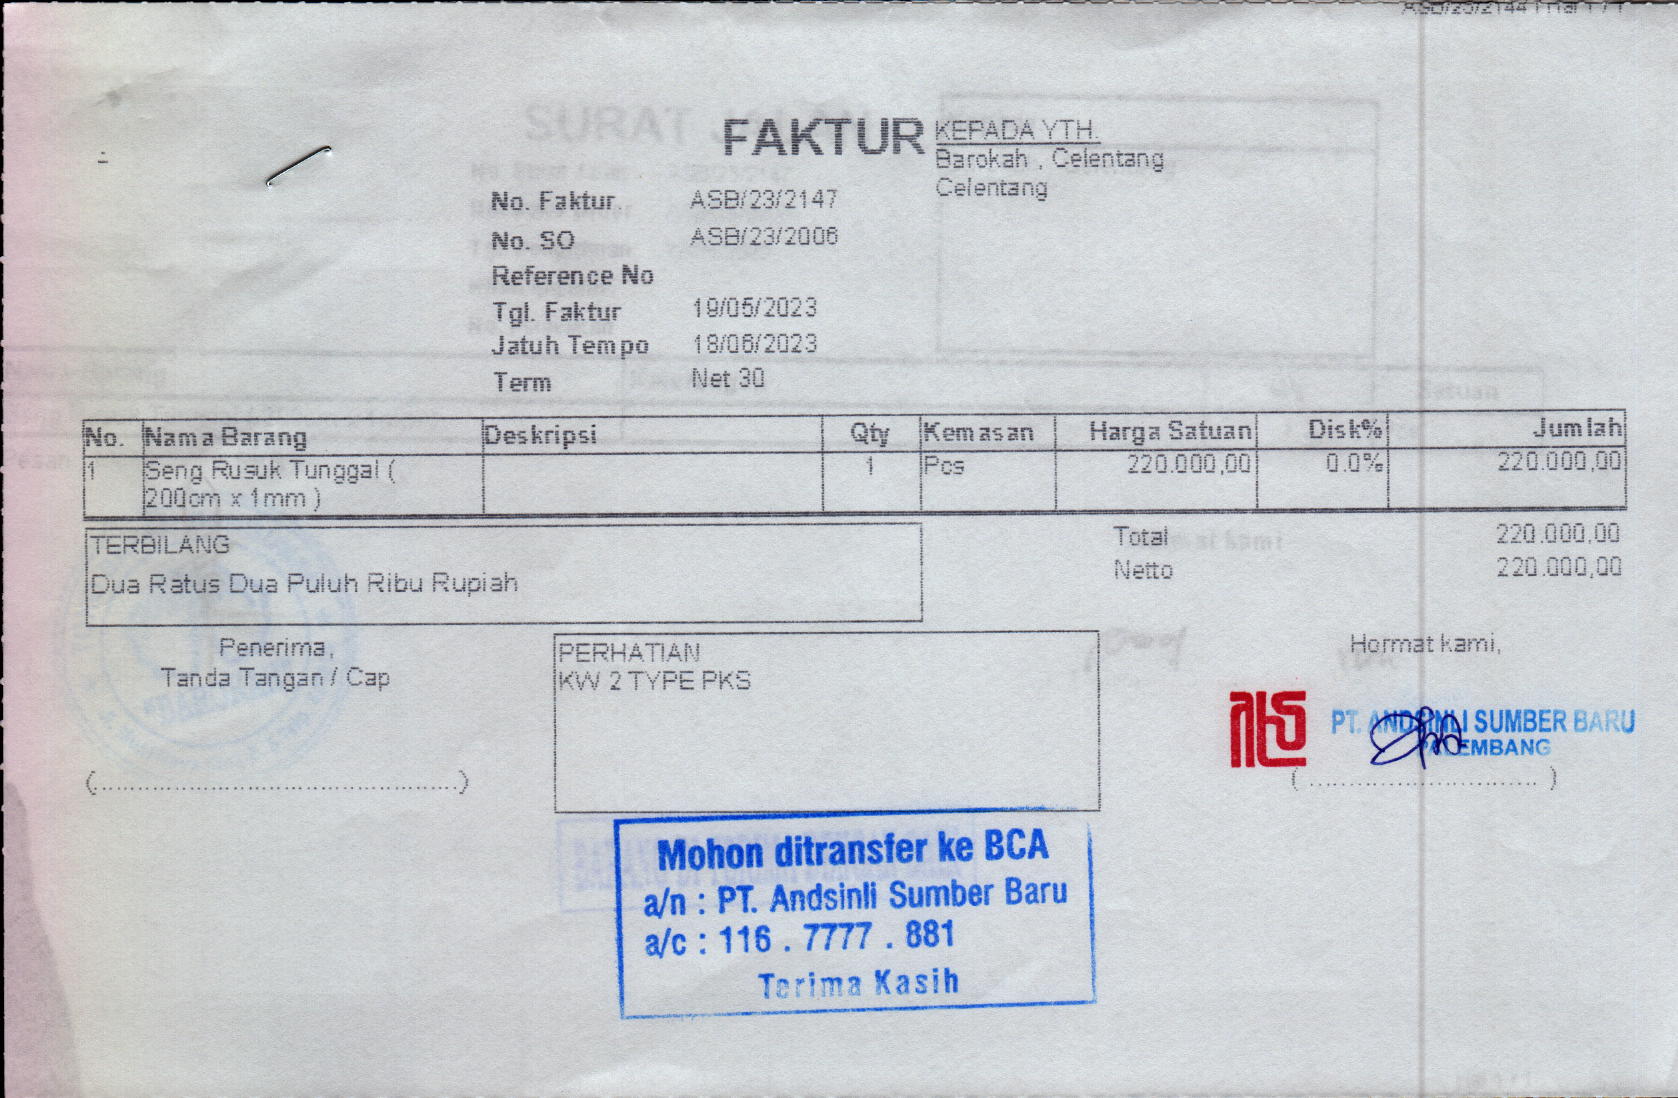 FAKTUR
KEPADA YTH.
Barokah , Celentang
Celentang
No. Faktur. ASB/23/2147
No. SO ASB/23/2006
Reference No
Tgl. Faktur 19/05/2023
Jatuh Tempo 18/06/2023
Term Net 30
No. Nama Barang Deskripsi Qty Kemasan Harga Satuan Disk% Jumlah
1 Seng Rusuk Tunggal ( 1 Pcs 220.000,00 0.0% 220.000,00
200cm x 1mm )
TERBILANG
Dua Ratus Dua Puluh Ribu Rupiah
Total 220.000,00
Netto 220.000,00
Penerima,
Tanda Tangan / Cap
(..............................................)
PERHATIAN
KW 2 TYPE PKS
Hormat kami,
PT. ANDSINLI SUMBER BARU
PALEMBANG
( .............................. )
Mohon ditransfer ke BCA
a/n : PT. Andsinli Sumber Baru
a/c : 116 . 7777 . 881
Terima Kasih